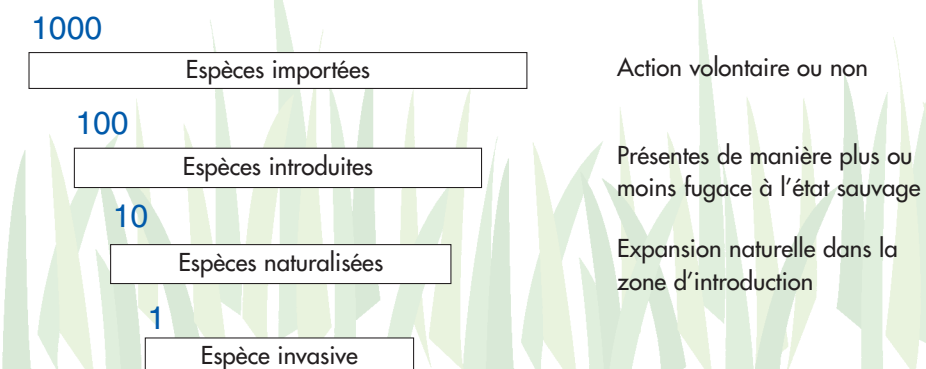 1000
Espèces importées
Action volontaire ou non
100
Espèces introduites
Présentes de manière plus ou
moins fugace à l'état sauvage
10
Espèces naturalisées
Expansion naturelle dans la
zone d'introduction
1
Espèce invasive